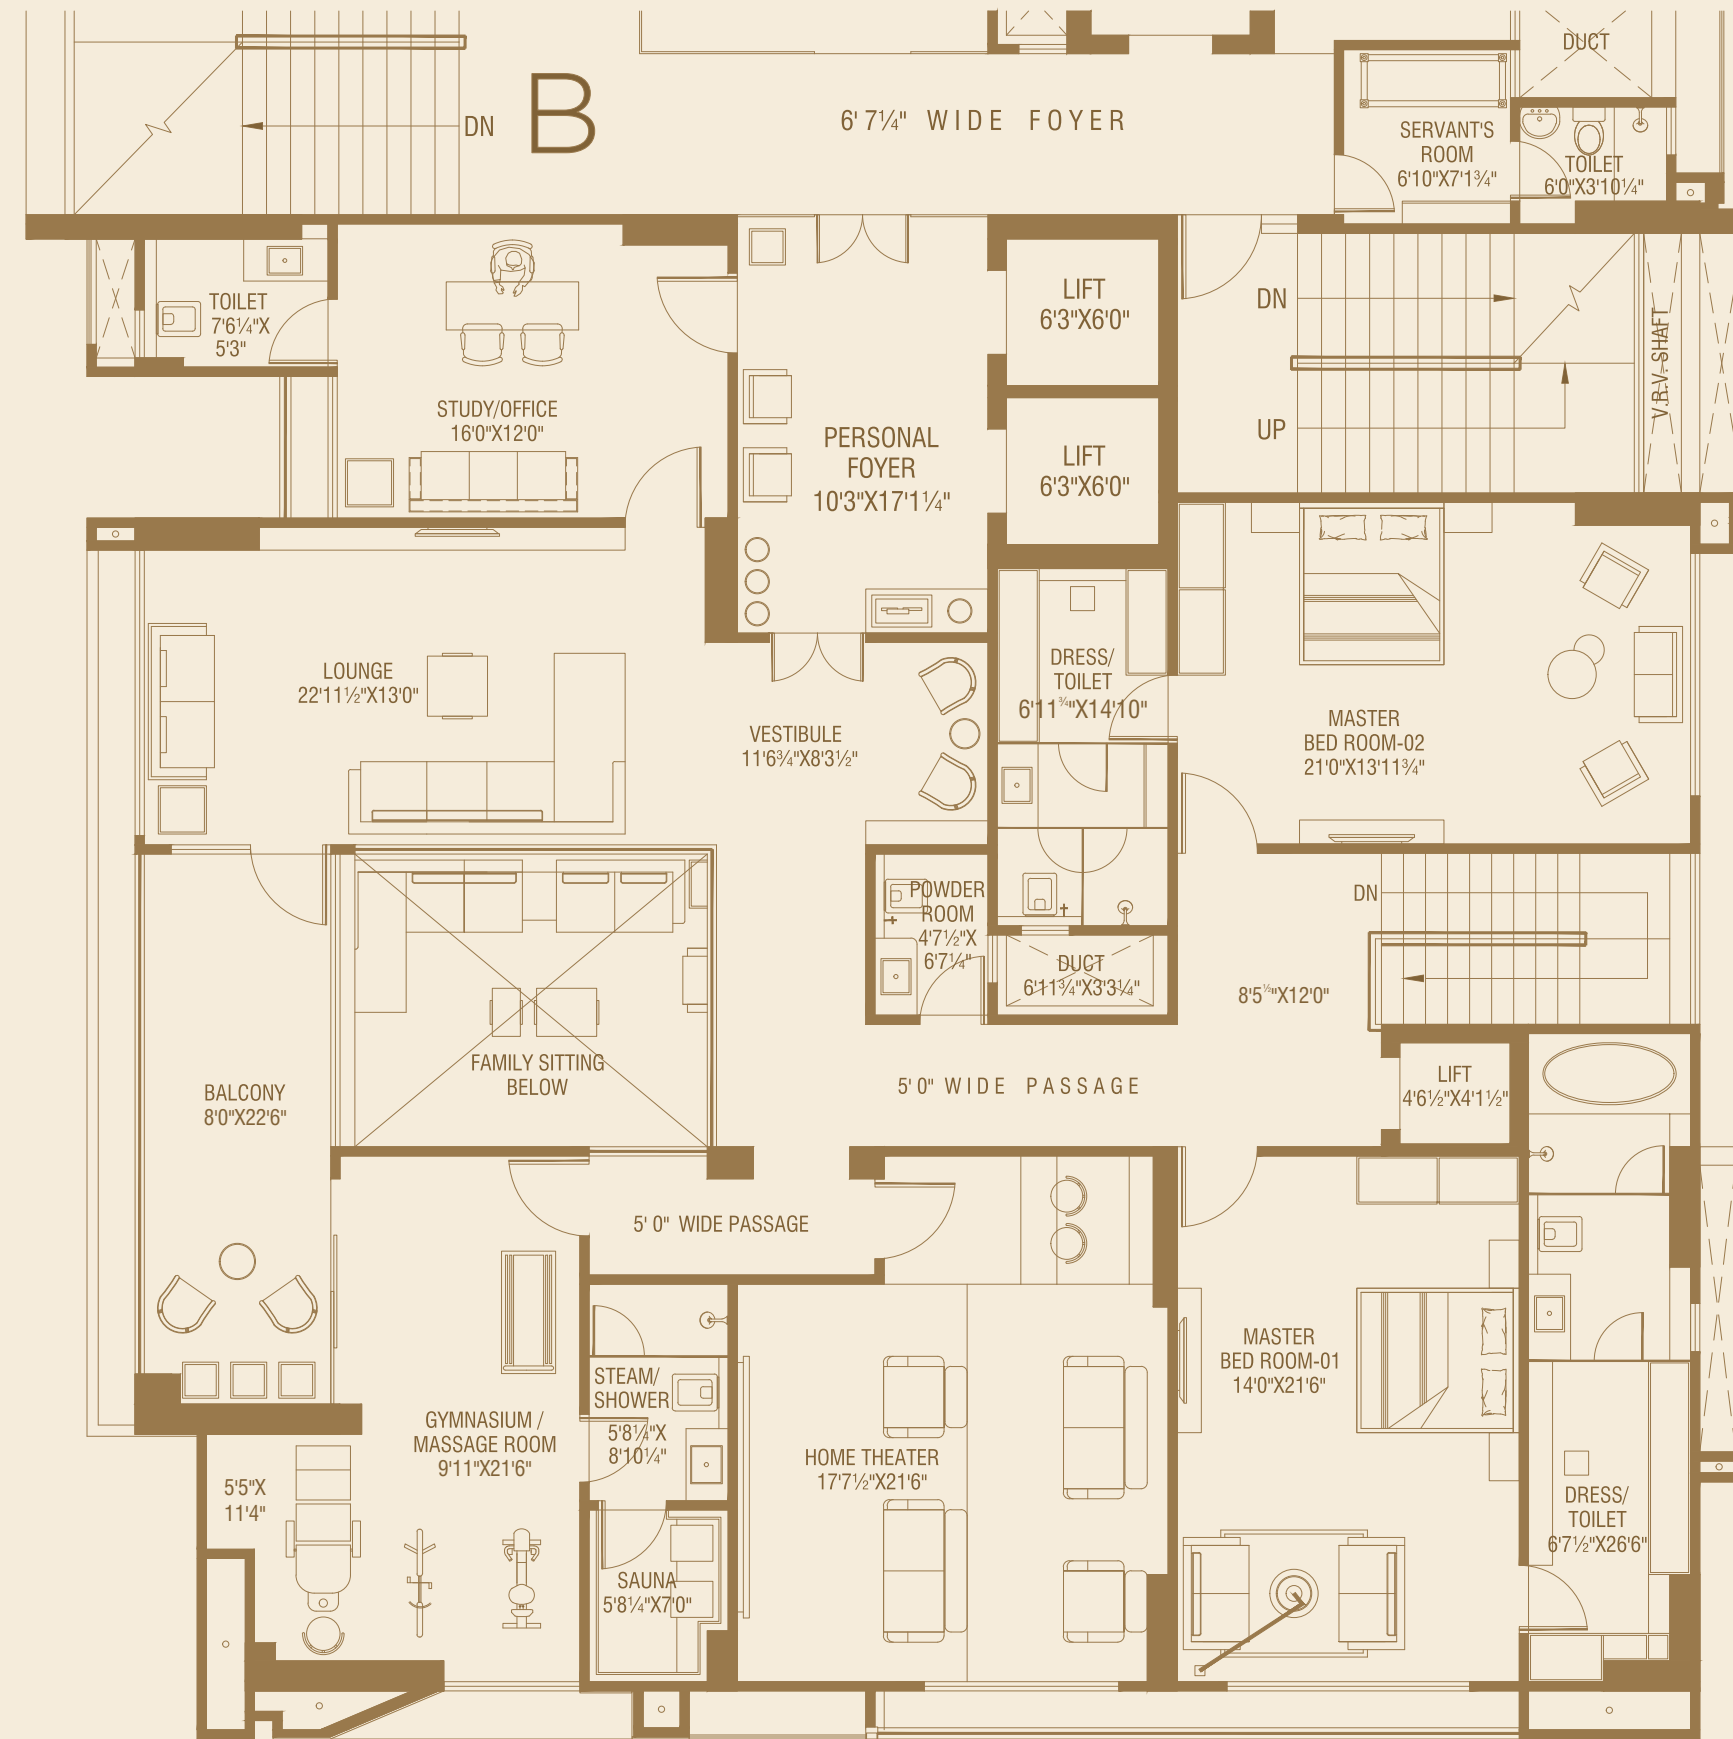 DUCT
B
DN
6' 7¼" WIDE FOYER
SERVANT'S
ROOM
6'10"X7'1¾"
TOILET
6'0"X3'10¼"
TOILET
7'6¼"X
5'3"
LIFT
6'3"X6'0"
DN
UP
V.R.V. SHAFT
STUDY/OFFICE
16'0"X12'0"
PERSONAL
FOYER
10'3"X17'1¼"
LIFT
6'3"X6'0"
LOUNGE
22'11½"X13'0"
DRESS/
TOILET
6'11¾"X14'10"
VESTIBULE
11'6¾"X8'3½"
MASTER
BED ROOM-02
21'0"X13'11¾"
POWDER
ROOM
4'7½"X
6'7¼"
DUCT
6'11¾"X3'3¼"
DN
8'5½"X12'0"
FAMILY SITTING
BELOW
BALCONY
8'0"X22'6"
5'0" WIDE PASSAGE
LIFT
4'6½"X4'1½"
5' 0" WIDE PASSAGE
MASTER
BED ROOM-01
14'0"X21'6"
STEAM/
SHOWER
5'8¼"X
8'10¼"
GYMNASIUM /
MASSAGE ROOM
9'11"X21'6"
HOME THEATER
17'7½"X21'6"
5'5"X
11'4"
DRESS/
TOILET
6'7½"X26'6"
SAUNA
5'8¼"X7'0"